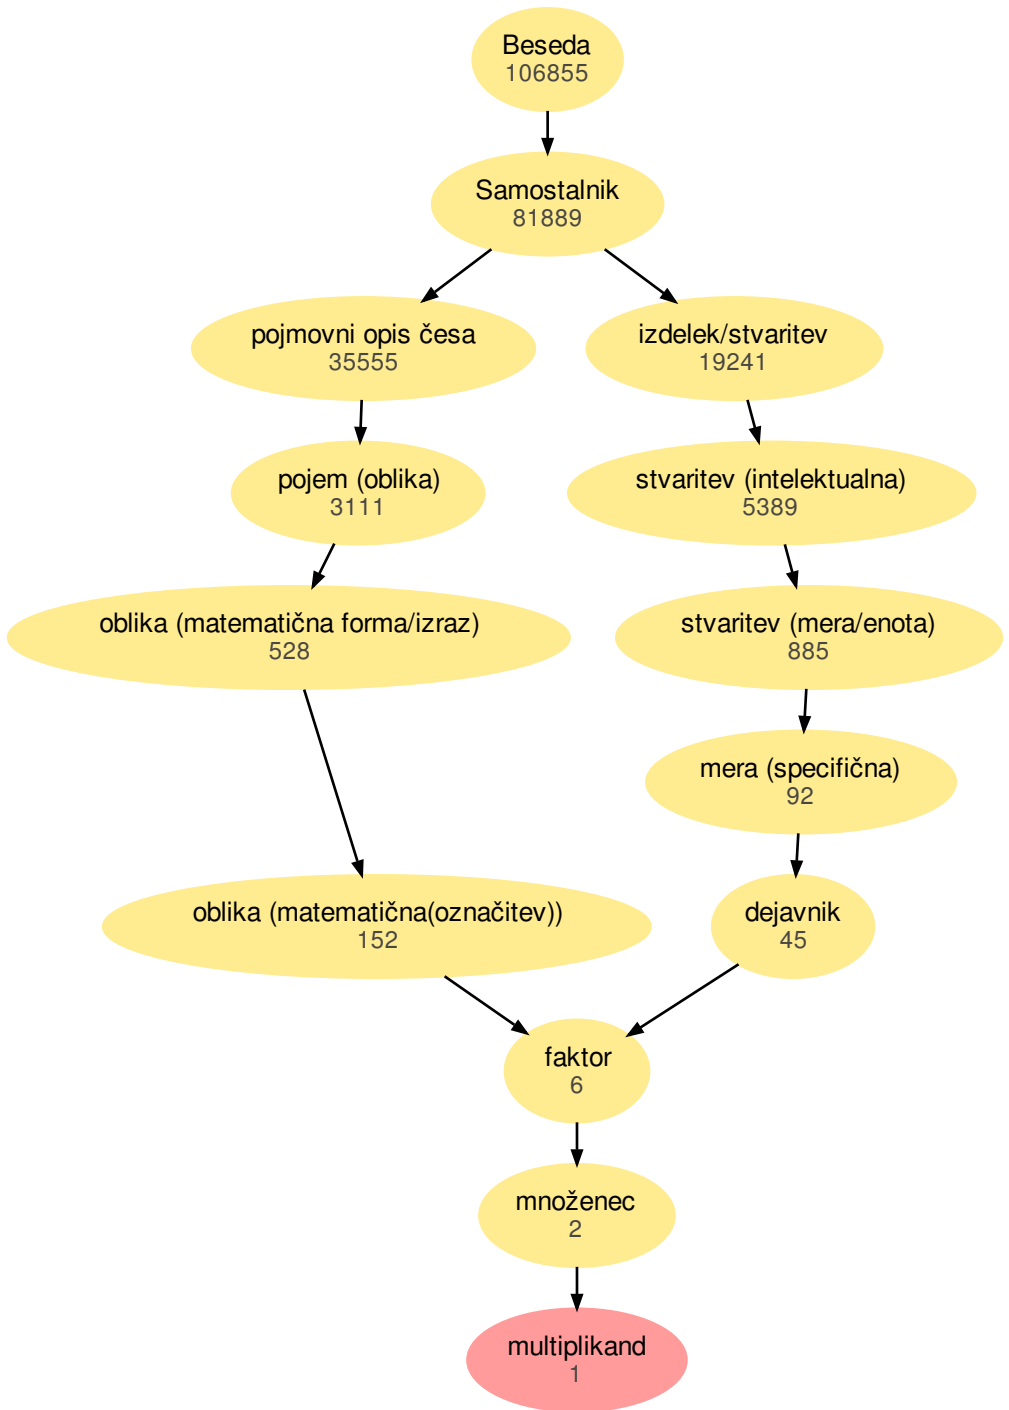 Beseda
106855
Samostalnik
81889
pojmovni opis česa
35555
izdelek/stvaritev
19241
pojem (oblika)
3111
stvaritev (intelektualna)
5389
oblika (matematična forma/izraz)
528
stvaritev (mera/enota)
885
mera (specifična)
92
oblika (matematična(označitev))
152
dejavnik
45
faktor
6
množenec
2
multiplikand
1